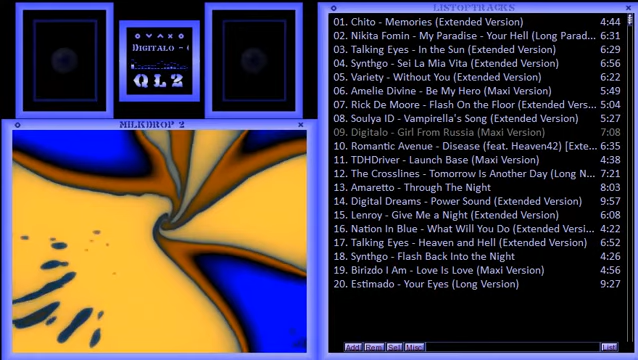 LIST OF TRACKS
DIGITALO - 
MILKDROP 2
01. Chito - Memories (Extended Version) 4:44
02. Nikita Fomin - My Paradise - Your Hell (Long Parad... 6:31
03. Talking Eyes - In the Sun (Extended Version) 6:29
04. Synthgo - Sei La Mia Vita (Extended Version) 6:56
05. Variety - Without You (Extended Version) 6:22
06. Amelie Divine - Be My Hero (Maxi Version) 5:49
07. Rick De Moore - Flash On the Floor (Extended Vers... 5:04
08. Soulya ID - Vampirella's Song (Extended Version) 5:27
09. Digitalo - Girl From Russia (Maxi Version) 7:08
10. Romantic Avenue - Disease (feat. Heaven42) [Exte... 6:35
11. TDHDriver - Launch Base (Maxi Version) 4:38
12. The Crosslines - Tomorrow Is Another Day (Long N... 7:21
13. Amaretto - Through The Night 8:03
14. Digital Dreams - Power Sound (Extended Version) 9:57
15. Lenroy - Give Me a Night (Extended Version) 6:08
16. Nation In Blue - What Will You Do (Extended Versi... 4:22
17. Talking Eyes - Heaven and Hell (Extended Version) 6:52
18. Synthgo - Flash Back Into the Night 4:26
19. Birizdo I Am - Love Is Love (Maxi Version) 4:56
20. Estimado - Your Eyes (Long Version) 9:27
Add Rem Sel Misc List